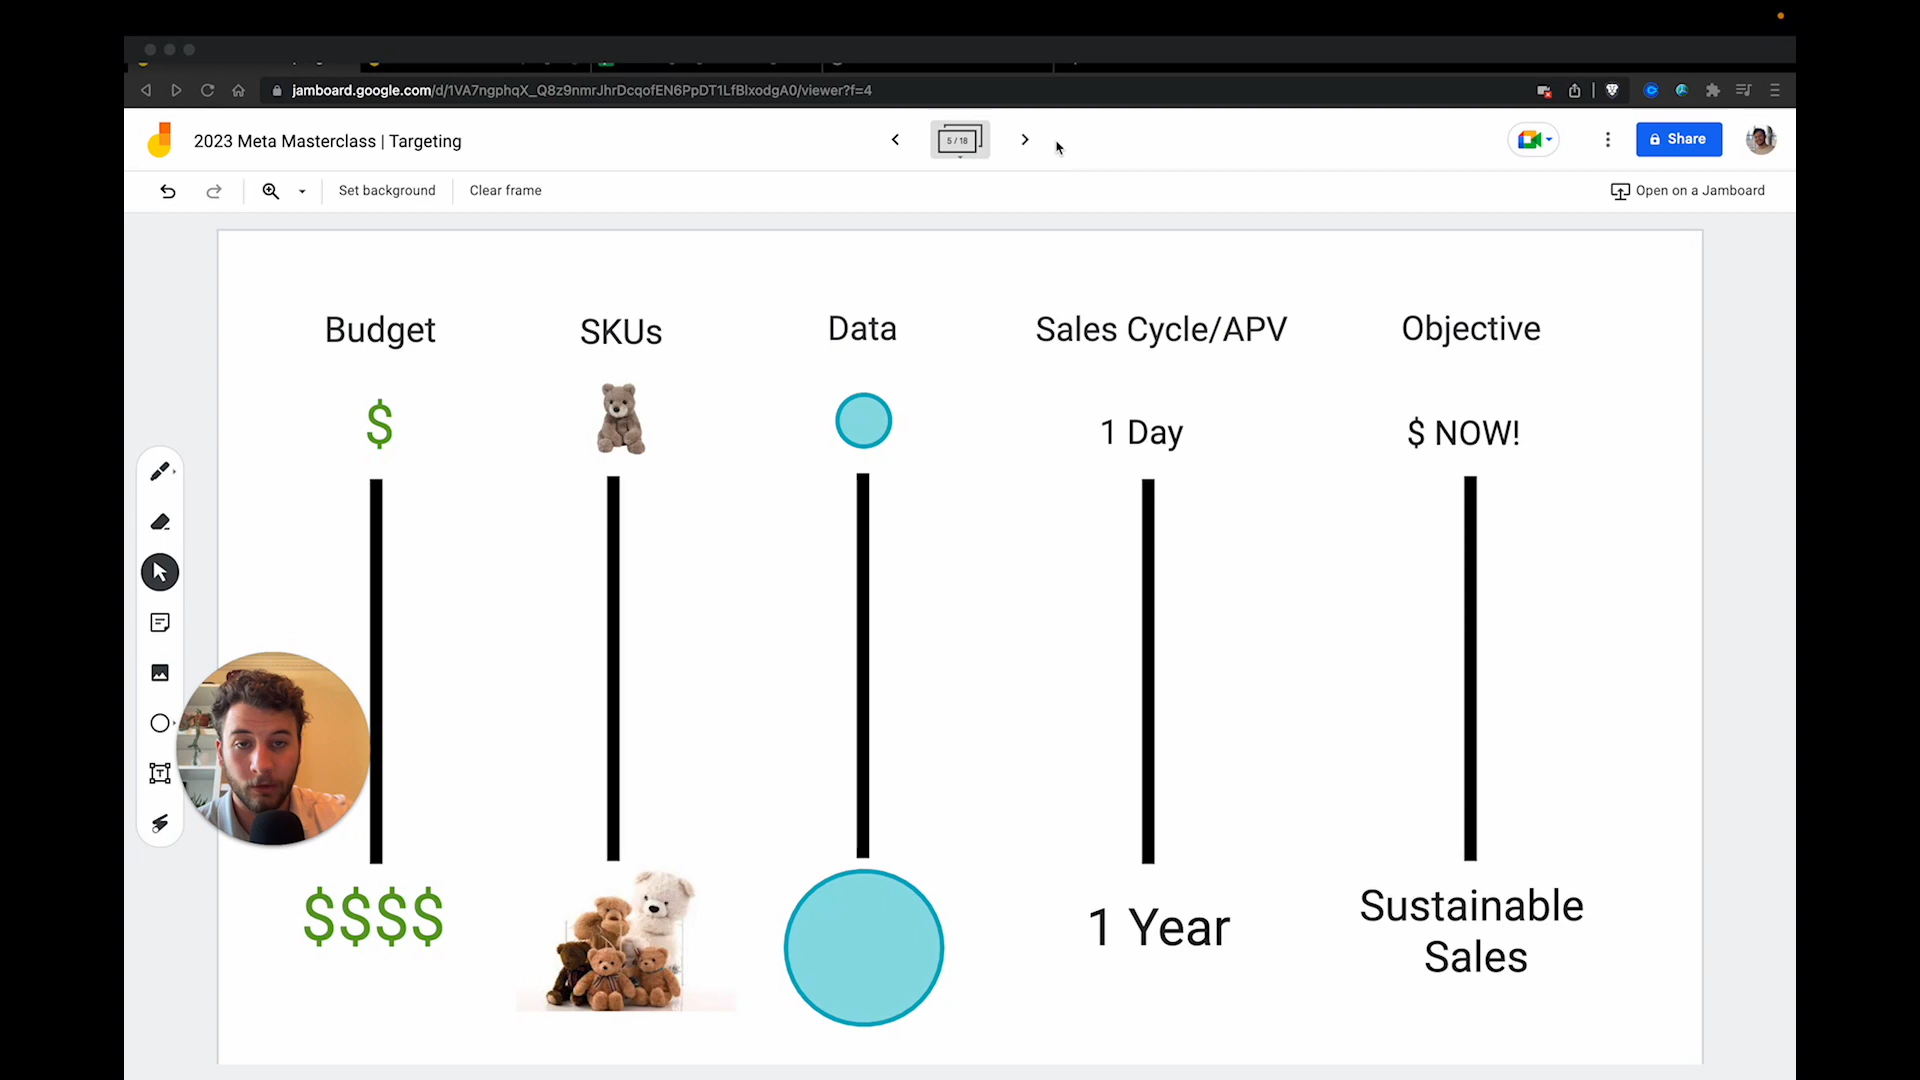 jamboard.google.com/d/1VA7ngphqX_Q8z9nmrJhrDcqofEN6PpDT1LfBIxodgA0/viewer?f=4
2023 Meta Masterclass | Targeting
5 / 18
Share
Set background
Clear frame
Open on a Jamboard
Budget
SKUs
Data
Sales Cycle/APV
Objective
$
1 Day
$ NOW!
$$$$
1 Year
Sustainable
Sales